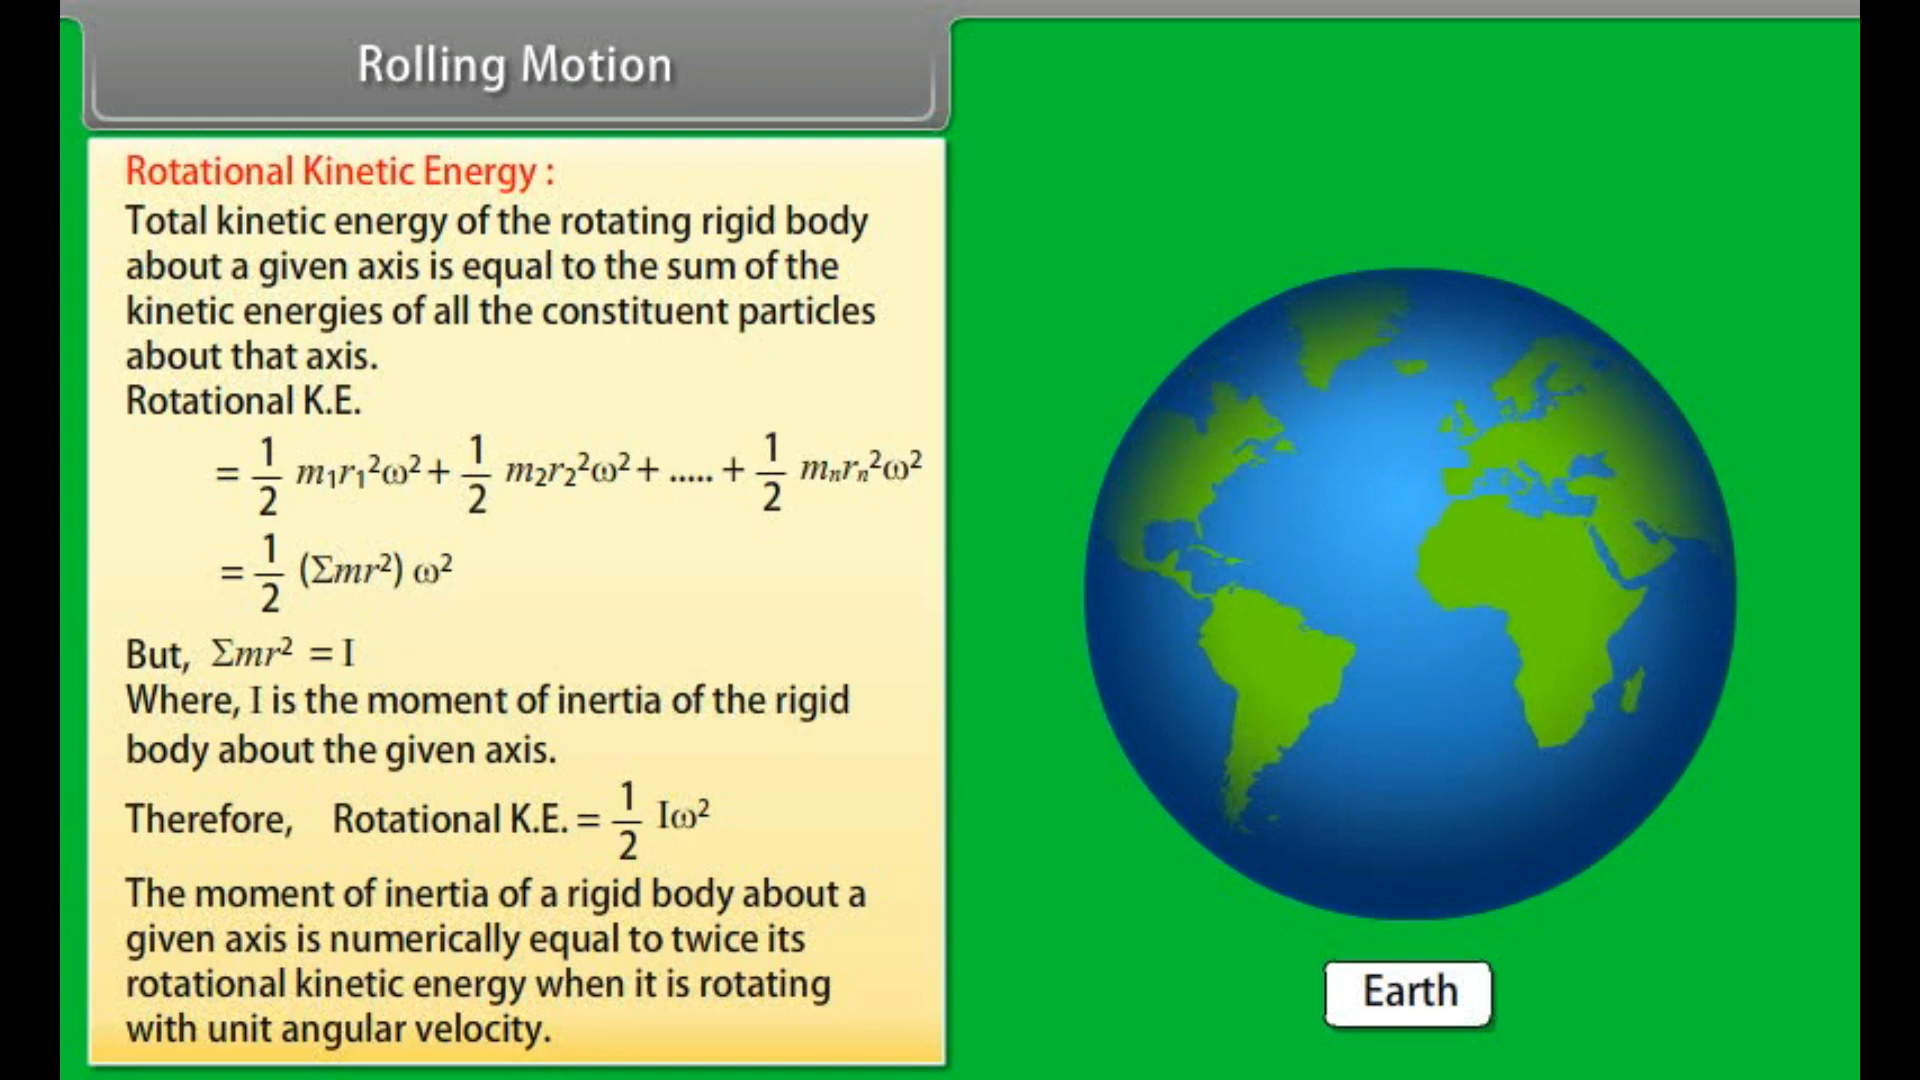 Rolling Motion
Rotational Kinetic Energy :
Total kinetic energy of the rotating rigid body
about a given axis is equal to the sum of the
kinetic energies of all the constituent particles
about that axis.
Rotational K.E.
= 1/2 m₁r₁²ω² + 1/2 m₂r₂²ω² + ..... + 1/2 mₙrₙ²ω²
= 1/2 (Σmr²) ω²
But, Σmr² = I
Where, I is the moment of inertia of the rigid
body about the given axis.
Therefore, Rotational K.E. = 1/2 Iω²
The moment of inertia of a rigid body about a
given axis is numerically equal to twice its
rotational kinetic energy when it is rotating
with unit angular velocity.
Earth